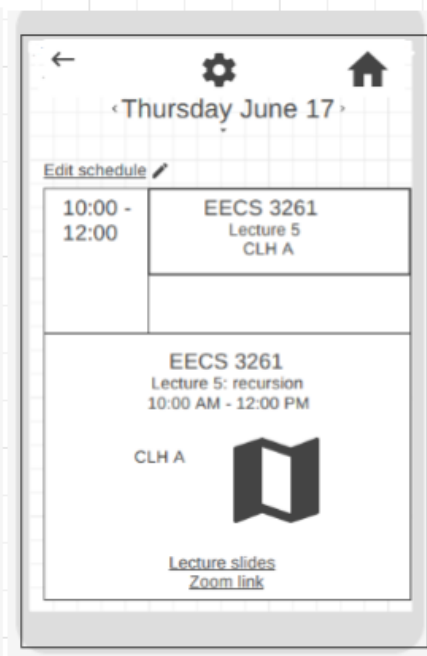 Thursday June 17
Edit schedule
10:00 -
12:00
EECS 3261
Lecture 5
CLH A
EECS 3261
Lecture 5: recursion
10:00 AM - 12:00 PM
CLH A
Lecture slides
Zoom link